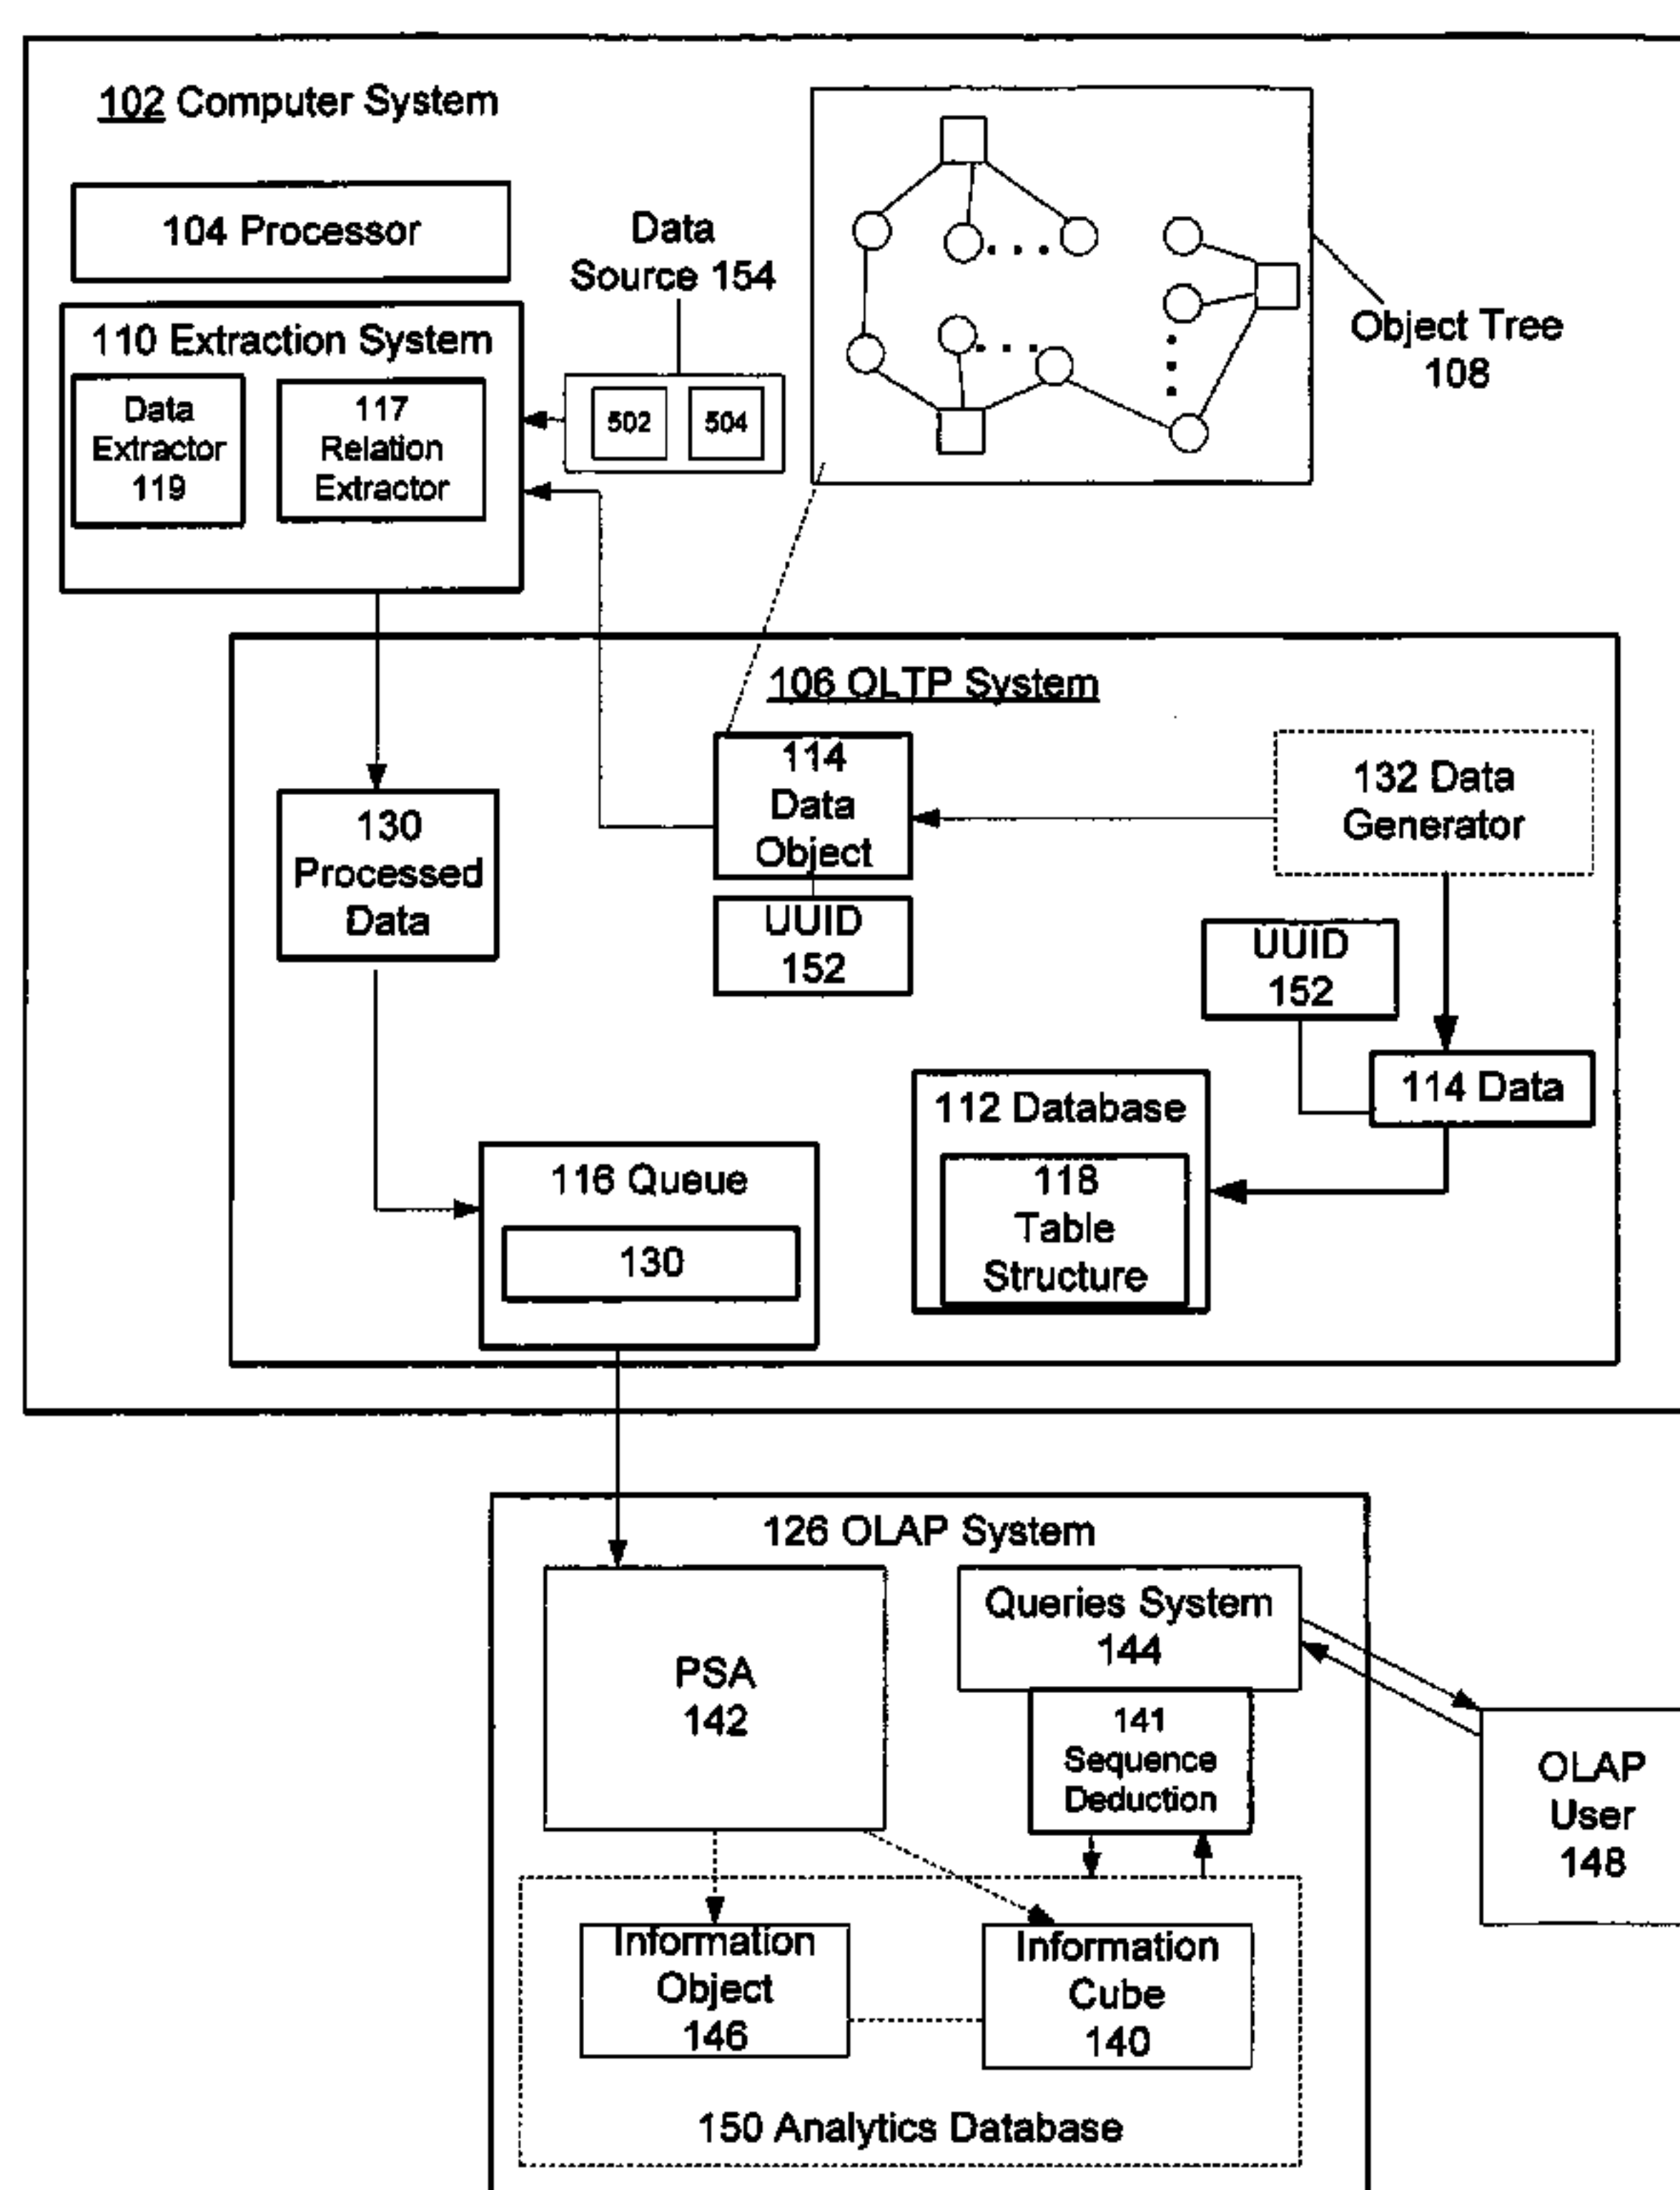 102 Computer System
104 Processor
Data
Source 154
110 Extraction System
Data
Extractor
119
117
Relation
Extractor
502
504
Object Tree
108
106 OLTP System
114
Data
Object
UUID
152
132 Data
Generator
130
Processed
Data
UUID
152
114 Data
112 Database
118
Table
Structure
116 Queue
130
126 OLAP System
PSA
142
Queries System
144
141
Sequence
Deduction
OLAP
User
148
Information
Object
146
Information
Cube
140
150 Analytics Database